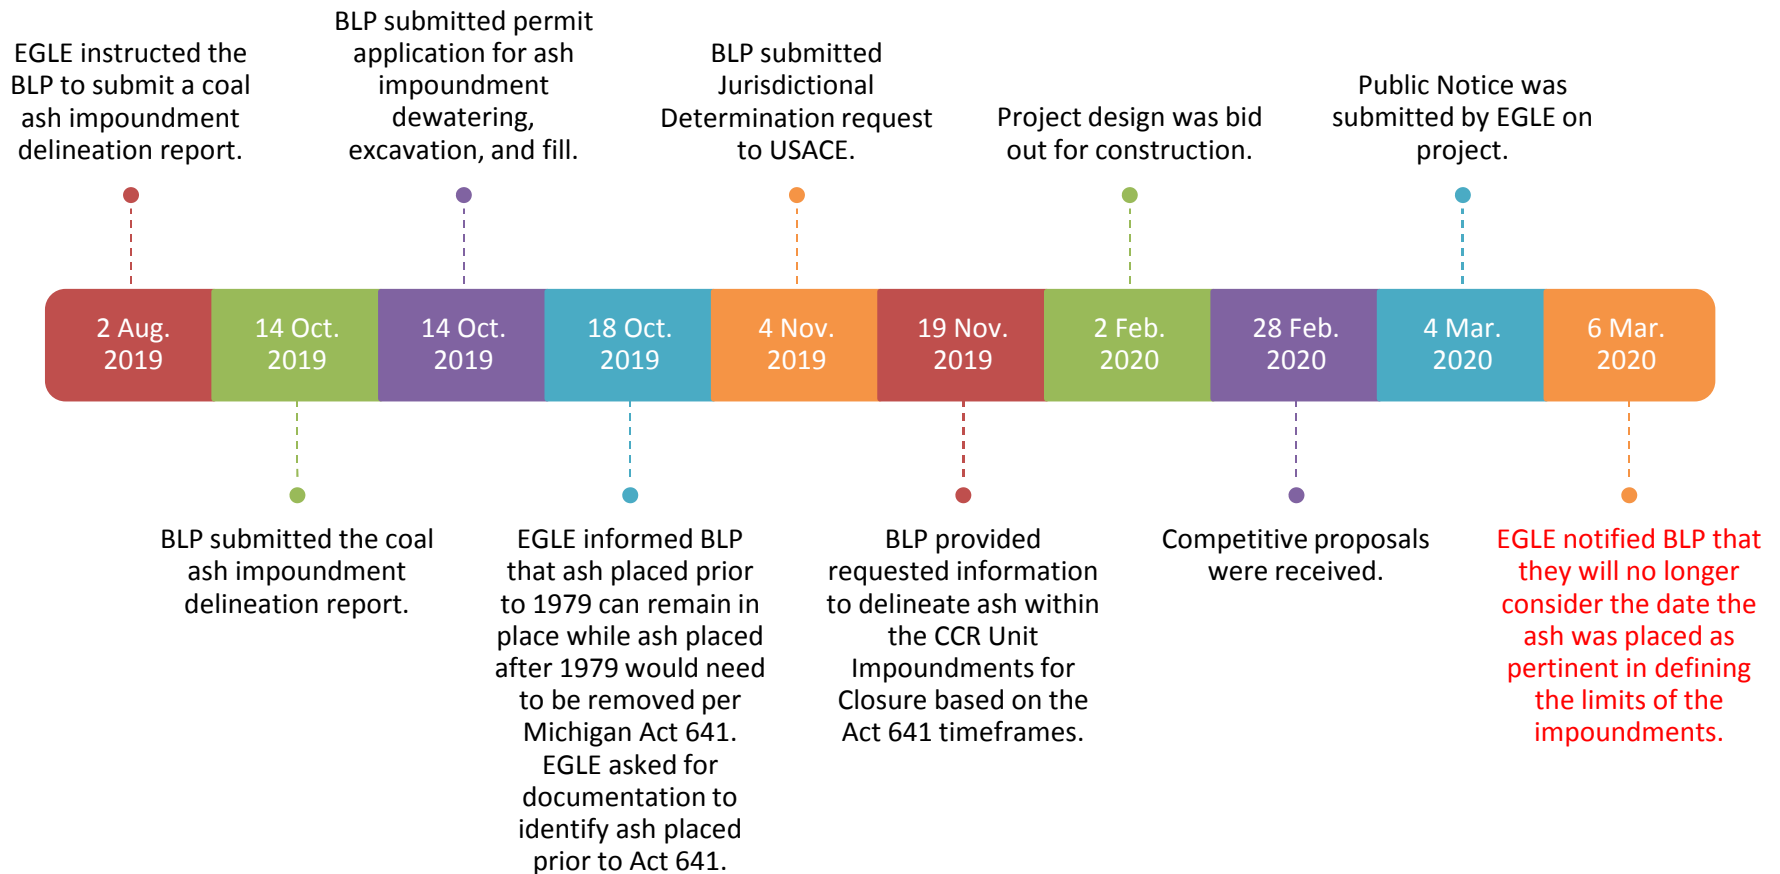 EGLE instructed the
BLP to submit a coal
ash impoundment
delineation report.
BLP submitted permit
application for ash
impoundment
dewatering,
excavation, and fill.
BLP submitted
Jurisdictional
Determination request
to USACE.
Project design was bid
out for construction.
Public Notice was
submitted by EGLE on
project.
2 Aug.
2019
14 Oct.
2019
14 Oct.
2019
18 Oct.
2019
4 Nov.
2019
19 Nov.
2019
2 Feb.
2020
28 Feb.
2020
4 Mar.
2020
6 Mar.
2020
BLP submitted the coal
ash impoundment
delineation report.
EGLE informed BLP
that ash placed prior
to 1979 can remain in
place while ash placed
after 1979 would need
to be removed per
Michigan Act 641.
EGLE asked for
documentation to
identify ash placed
prior to Act 641.
BLP provided
requested information
to delineate ash within
the CCR Unit
Impoundments for
Closure based on the
Act 641 timeframes.
Competitive proposals
were received.
EGLE notified BLP that
they will no longer
consider the date the
ash was placed as
pertinent in defining
the limits of the
impoundments.